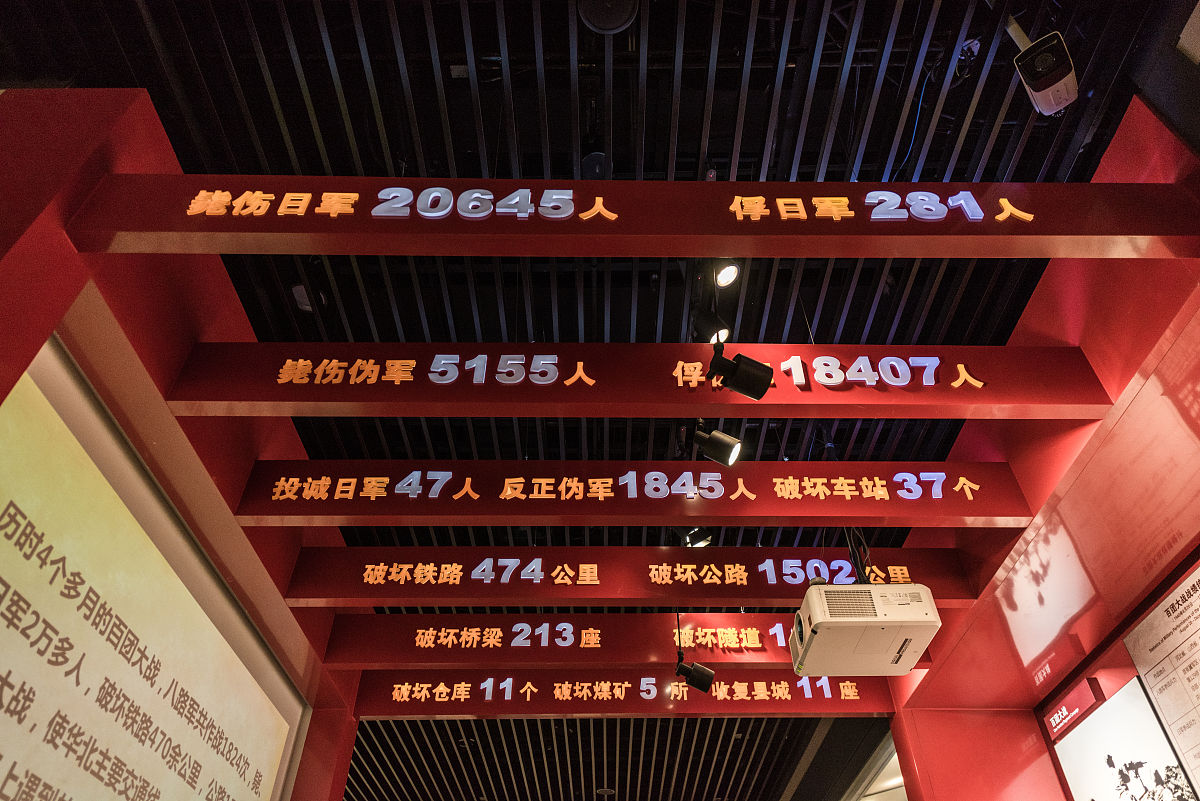 毙伤日军 20645 人 俘日军 281 人
毙伤伪军 5155 人 俘 18407 人
投诚日军 47 人 反正伪军 1845 人 破坏车站 37 个
破坏铁路 474 公里 破坏公路 1502 公里
破坏桥梁 213 座 破坏隧道
破坏仓库 11 个 破坏煤矿 5 所 收复县城 11 座
历时4个多月的百团大战,八路军共作战1824次,毙
日军2万多人,破坏铁路470余公里,公路
大战,使华北主要交通线
上遇到
百团大战